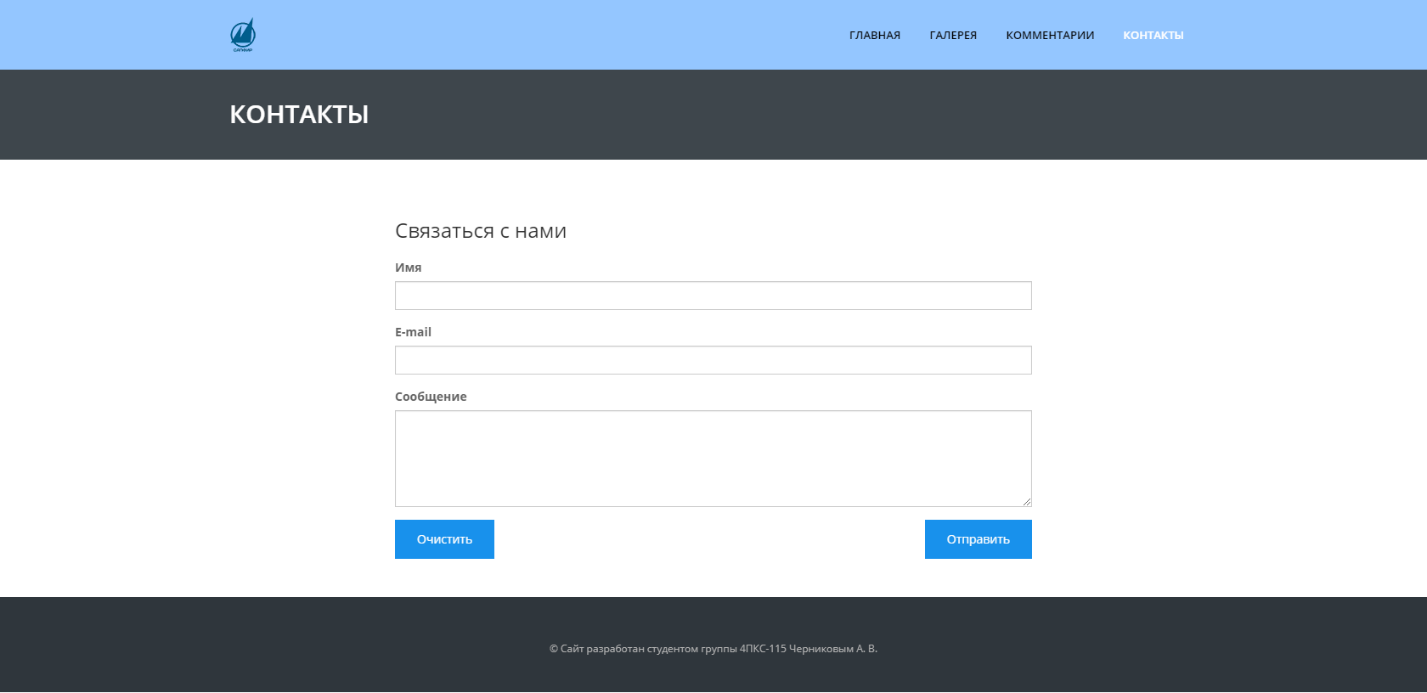 ГЛАВНАЯ ГАЛЕРЕЯ КОММЕНТАРИИ КОНТАКТЫ
КОНТАКТЫ
Связаться с нами
Имя
E-mail
Сообщение
Очистить Отправить
© Сайт разработан студентом группы 4ПКС-115 Черниковым А. В.